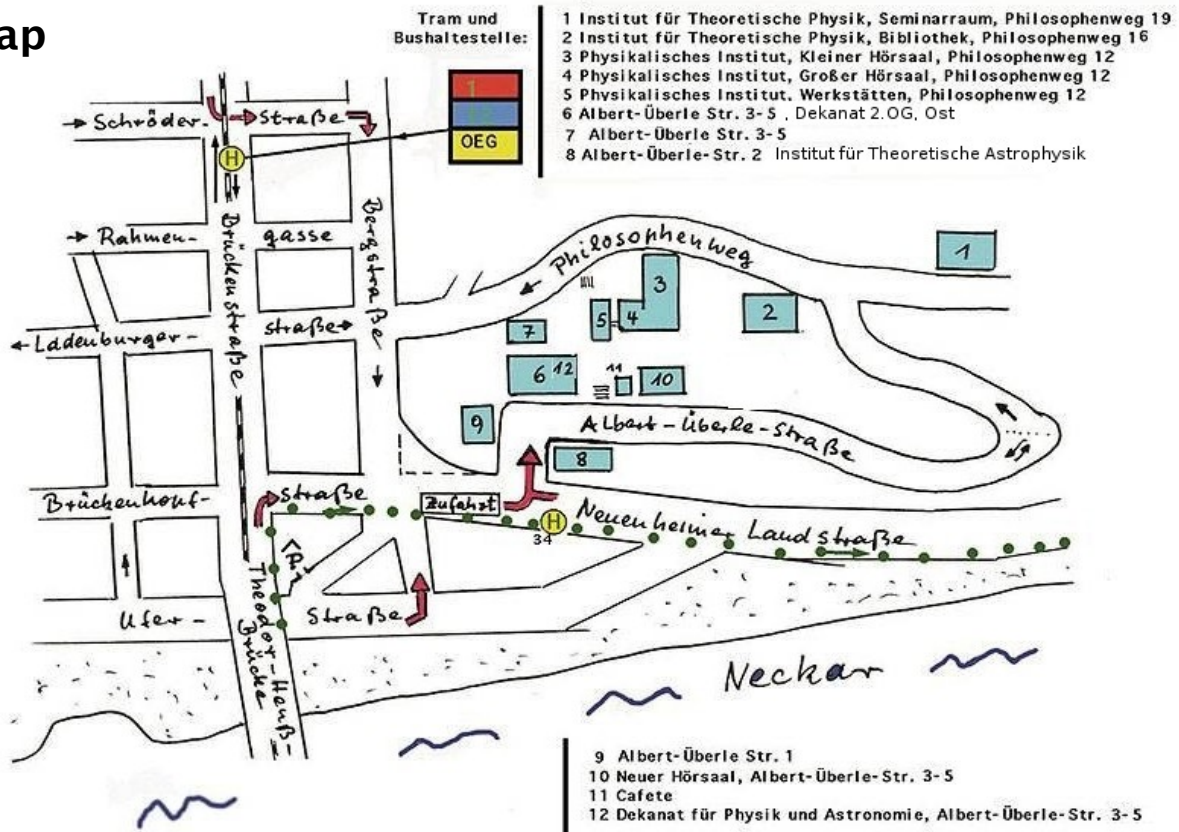 ap
Tram und
Bushaltestelle:
1
OEG
1 Institut für Theoretische Physik, Seminarraum, Philosophenweg 19
2 Institut für Theoretische Physik, Bibliothek, Philosophenweg 16
3 Physikalisches Institut, Kleiner Hörsaal, Philosophenweg 12
4 Physikalisches Institut, Großer Hörsaal, Philosophenweg 12
5 Physikalisches Institut, Werkstätten, Philosophenweg 12
6 Albert-Überle Str. 3-5 , Dekanat 2.OG, Ost
7 Albert-Überle Str. 3-5
8 Albert-Überle-Str. 2 Institut für Theoretische Astrophysik
Schröder- Straße
H
Rahmen- gasse
Brückenstraße
Bergstraße
Philosophenweg
1
3
2
5
4
7
Ladenburger- straße
6 12
11
10
9
Albert-Überle-Straße
8
Brückenkopf- Straße
Zufahrt
H
34
Neuenheimer Landstraße
Ufer- Straße
Theodor-Heuß-
Brücke
Neckar
9 Albert-Überle Str. 1
10 Neuer Hörsaal, Albert-Überle-Str. 3-5
11 Cafete
12 Dekanat für Physik und Astronomie, Albert-Überle-Str. 3-5